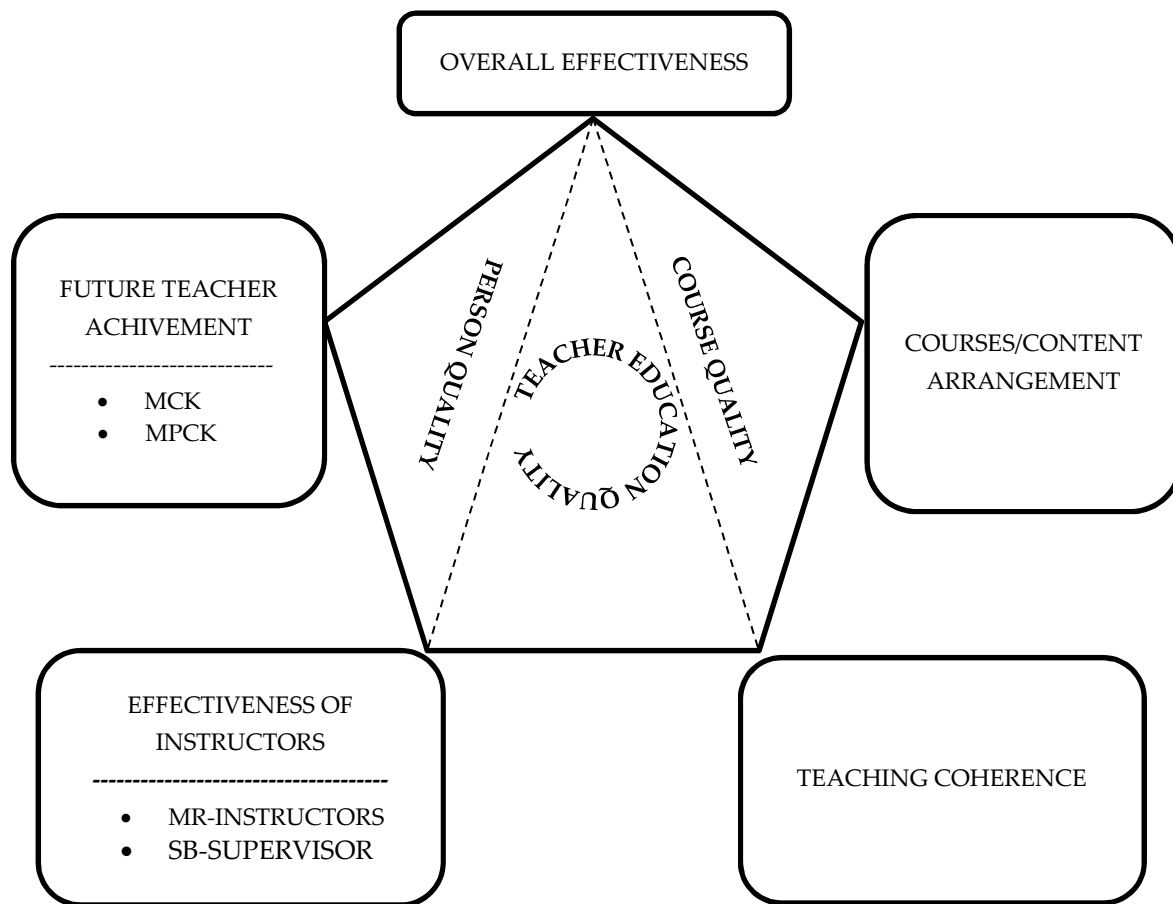 OVERALL EFFECTIVENESS
FUTURE TEACHER
ACHIVEMENT
----------------------------
• MCK
• MPCK
PERSON QUALITY
TEACHER EDUCATION QUALITY
COURSE QUALITY
COURSES/CONTENT
ARRANGEMENT
EFFECTIVENESS OF
INSTRUCTORS
-------------------------------------
• MR-INSTRUCTORS
• SB-SUPERVISOR
TEACHING COHERENCE